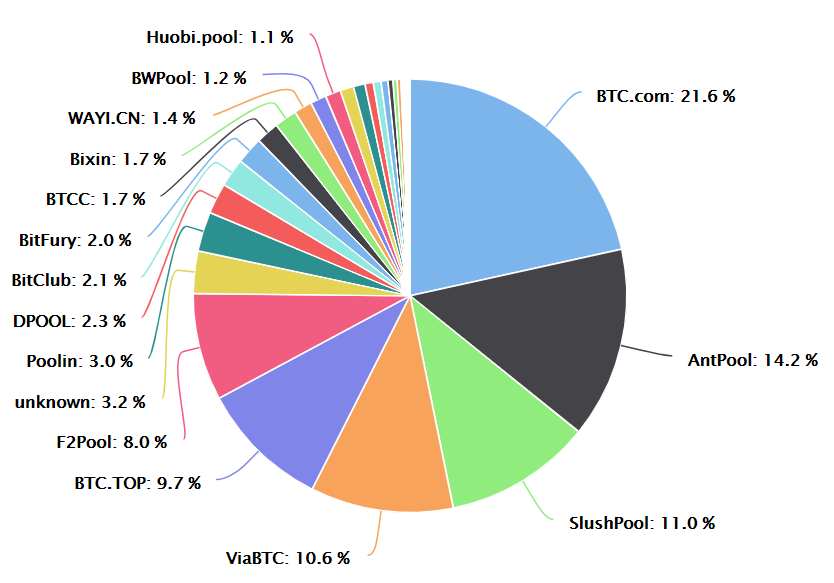 Huobi.pool: 1.1 %
BWPool: 1.2 %
WAYI.CN: 1.4 %
Bixin: 1.7 %
BTCC: 1.7 %
BitFury: 2.0 %
BitClub: 2.1 %
DPOOL: 2.3 %
Poolin: 3.0 %
unknown: 3.2 %
F2Pool: 8.0 %
BTC.TOP: 9.7 %
ViaBTC: 10.6 %
SlushPool: 11.0 %
AntPool: 14.2 %
BTC.com: 21.6 %